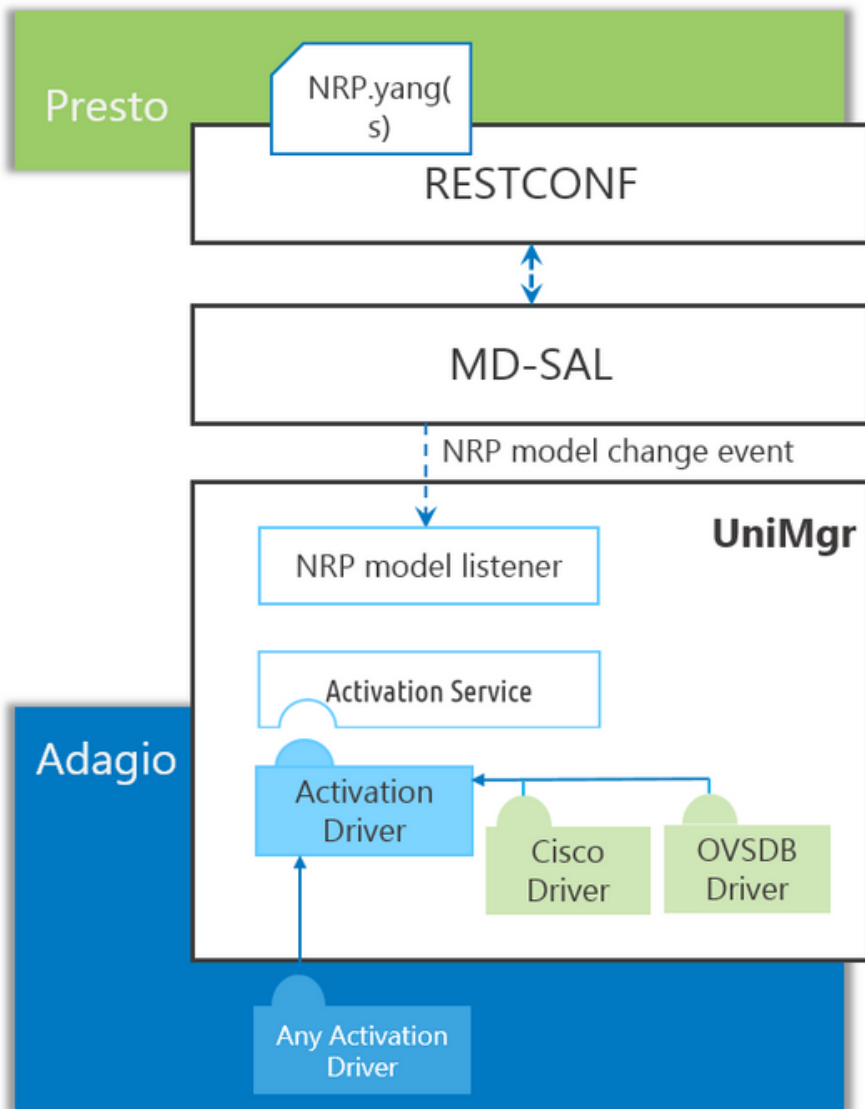 Presto
NRP.yang(
s)
RESTCONF
MD-SAL
NRP model change event
UniMgr
NRP model listener
Activation Service
Adagio
Activation
Driver
Cisco
Driver
OVSDB
Driver
Any Activation
Driver